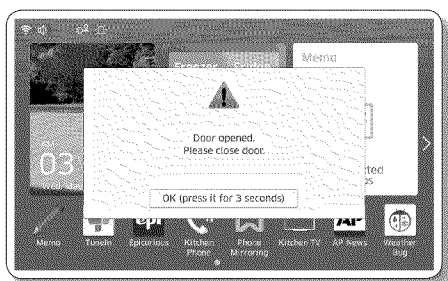 Freezer
Memo
Door opened.
Please close door.
03
OK (press it for 3 seconds)
Memo
TuneIn
Epicurious
Kitchen
Phone
Phone
Mirroring
Kitchen TV
AP News
Weather
Bug
epi
AP